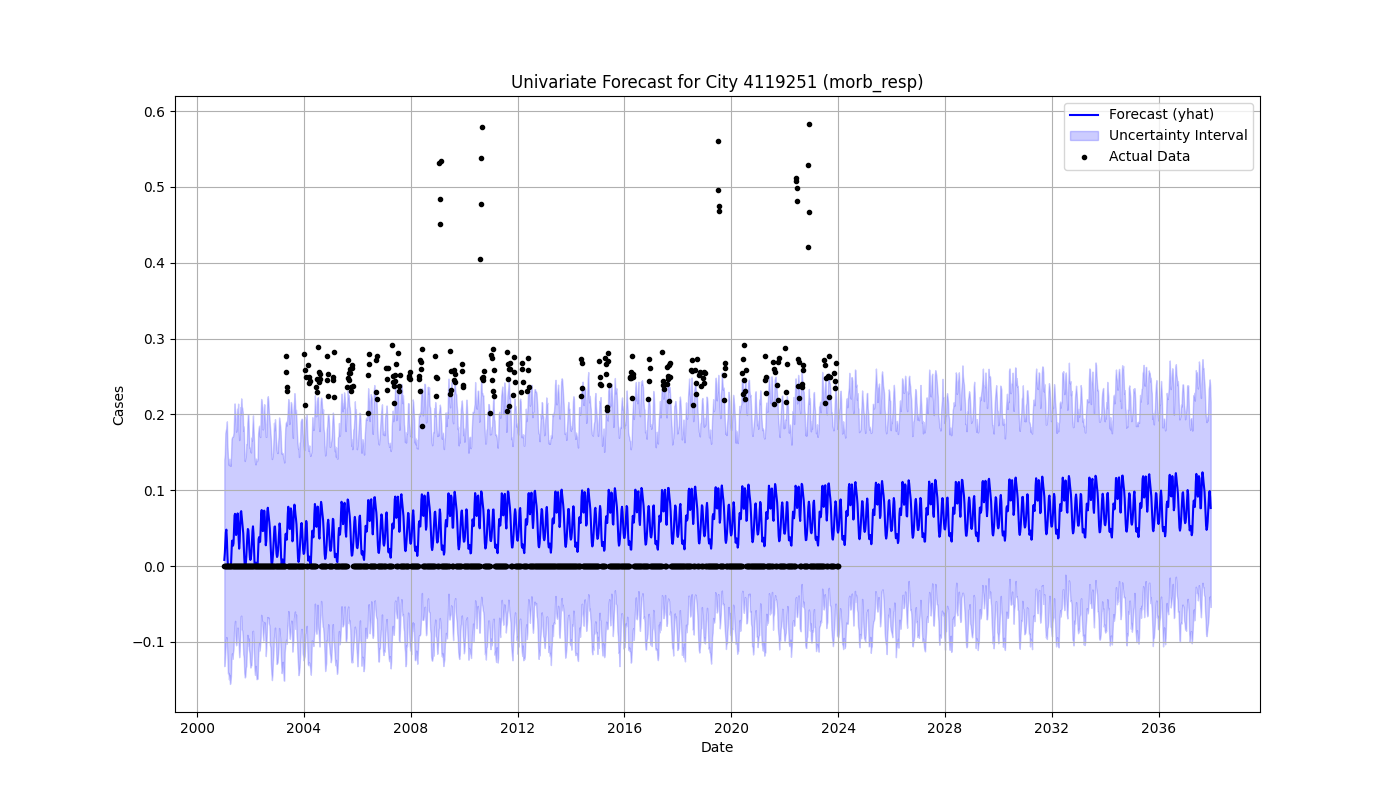 Univariate Forecast for City 4119251 (morb_resp)
Forecast (yhat)
Uncertainty Interval
Actual Data
Cases
0.6
0.5
0.4
0.3
0.2
0.1
0.0
−0.1
2000 2004 2008 2012 2016 2020 2024 2028 2032 2036
Date